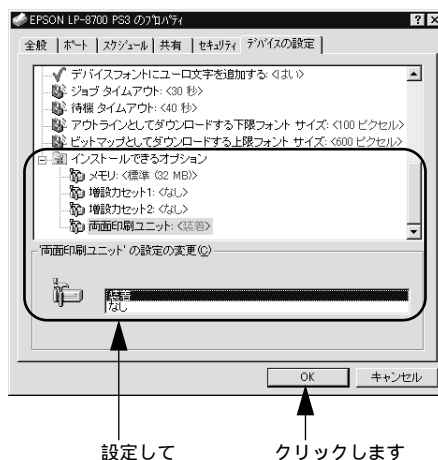 EPSON LP-8700 PS3 のプロパティ
全般 ポート スケジュール 共有 セキュリティ デバイスの設定
デバイスフォントにユーロ文字を追加する: <はい>
ジョブ タイムアウト: <30 秒>
待機 タイムアウト: <40 秒>
アウトラインとしてダウンロードする下限フォント サイズ: <100 ピクセル>
ビットマップとしてダウンロードする上限フォント サイズ: <600 ピクセル>
インストールできるオプション
メモリ: <標準 (32 MB)>
増設カセット1: <なし>
増設カセット2: <なし>
両面印刷ユニット: <装着>
'両面印刷ユニット' の設定の変更(C)
装着
なし
OK キャンセル
設定して クリックします